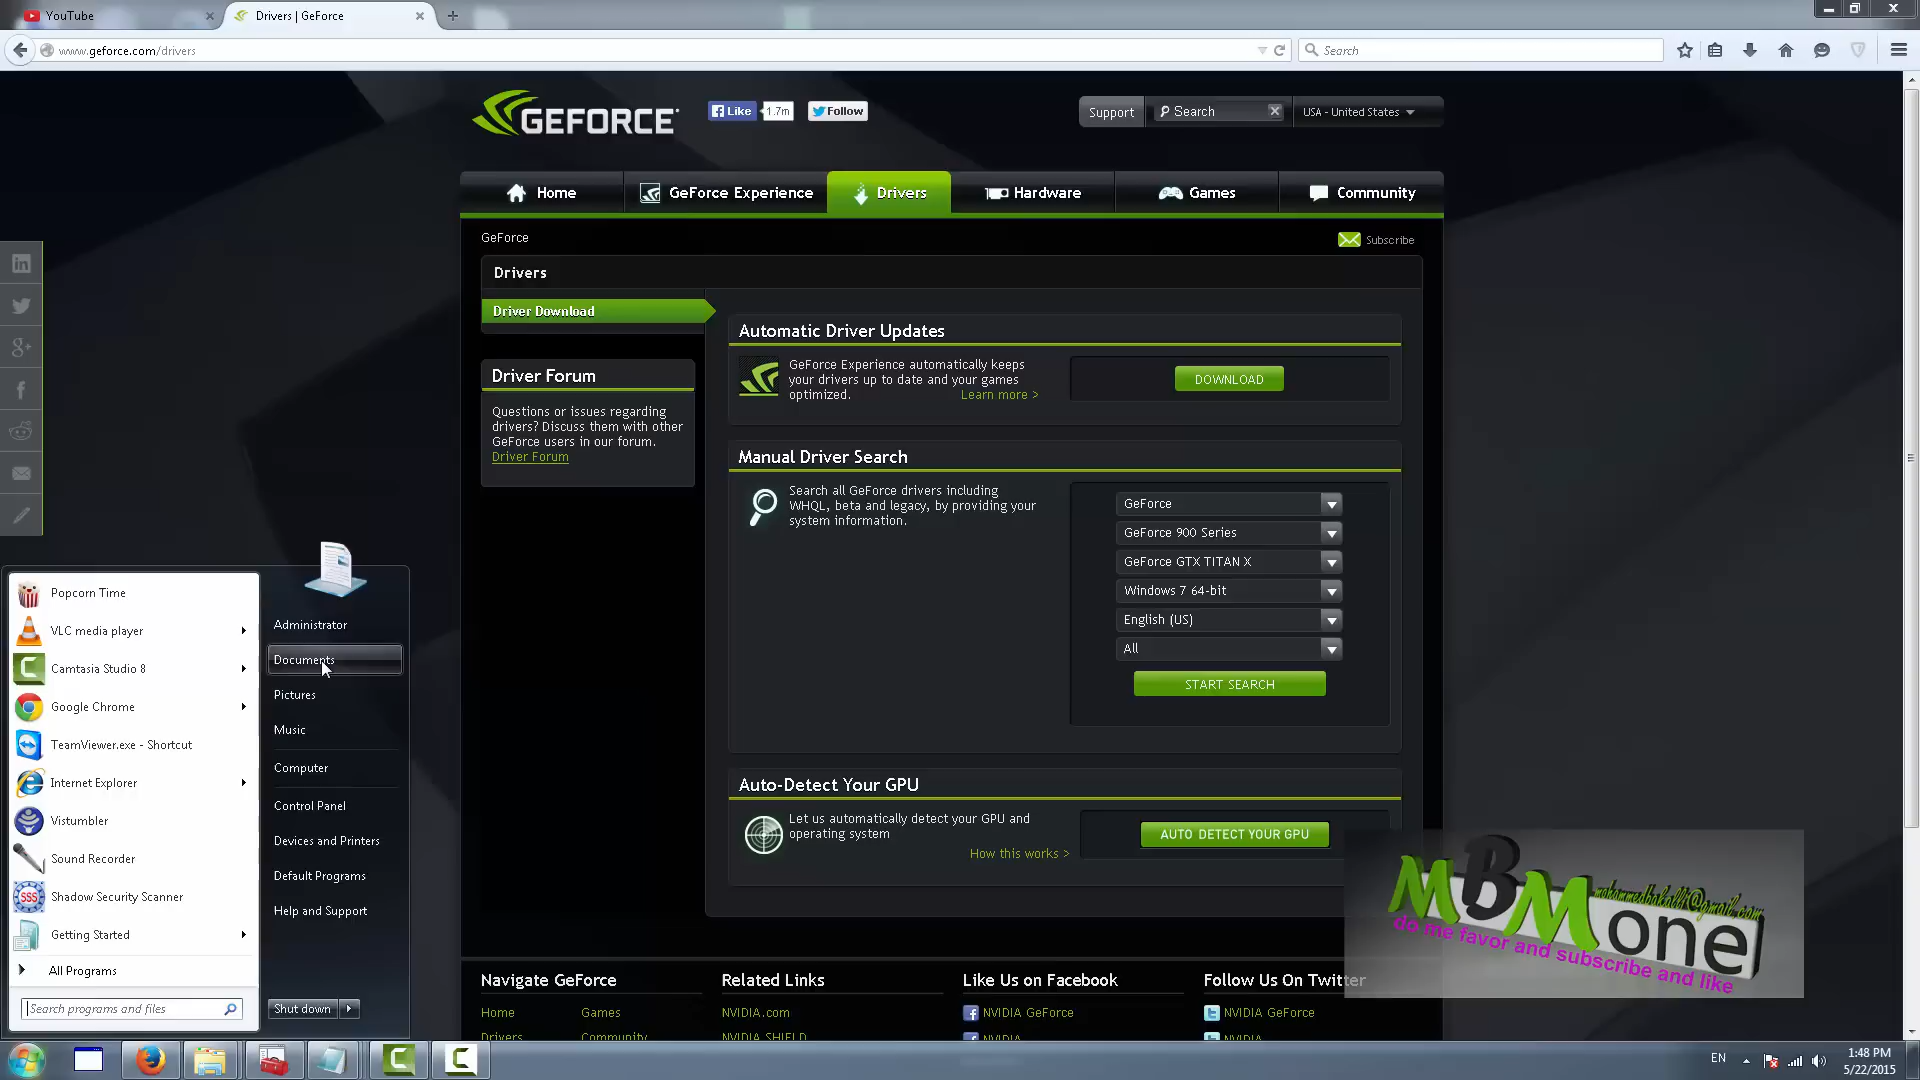 YouTube
Drivers | GeForce
www.geforce.com/drivers
Search
GEFORCE
Like
1.7m
Follow
Support
Search
USA - United States
Home
GeForce Experience
Drivers
Hardware
Games
Community
GeForce
Subscribe
Drivers
Driver Download
Driver Forum
Questions or issues regarding
drivers? Discuss them with other
GeForce users in our forum.
Driver Forum
Automatic Driver Updates
GeForce Experience automatically keeps
your drivers up to date and your games
optimized.
Learn more >
DOWNLOAD
Manual Driver Search
Search all GeForce drivers including
WHQL, beta and legacy, by providing your
system information.
GeForce
GeForce 900 Series
GeForce GTX TITAN X
Windows 7 64-bit
English (US)
All
START SEARCH
Auto-Detect Your GPU
Let us automatically detect your GPU and
operating system
How this works >
AUTO DETECT YOUR GPU
Navigate GeForce
Home
Games
Drivers
Community
Related Links
NVIDIA.com
NVIDIA SHIELD
Like Us on Facebook
NVIDIA GeForce
NVIDIA
Follow Us On Twitter
NVIDIA GeForce
NVIDIA
MBMone
mohammedbakalli@gmail.com
do me favor and subscribe and like
Popcorn Time
VLC media player
Camtasia Studio 8
Google Chrome
TeamViewer.exe - Shortcut
Internet Explorer
Vistumbler
Sound Recorder
Shadow Security Scanner
Getting Started
All Programs
Search programs and files
Administrator
Documents
Pictures
Music
Computer
Control Panel
Devices and Printers
Default Programs
Help and Support
Shut down
EN
1:48 PM
5/22/2015